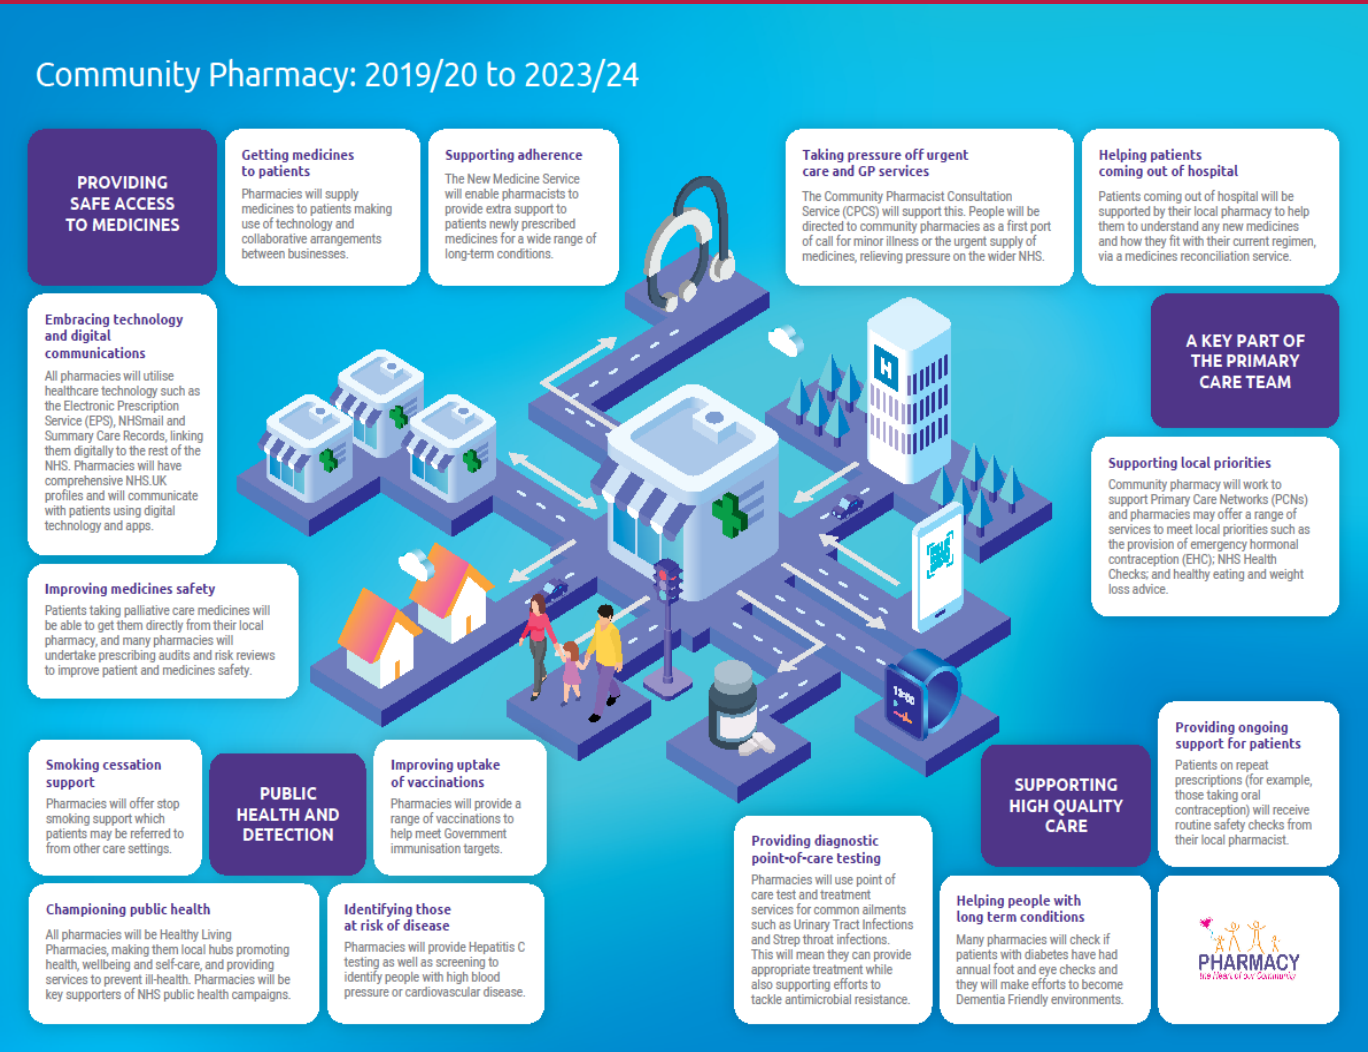 Community Pharmacy: 2019/20 to 2023/24
PROVIDING
SAFE ACCESS
TO MEDICINES
Getting medicines
to patients
Pharmacies will supply
medicines to patients making
use of technology and
collaborative arrangements
between businesses.
Supporting adherence
The New Medicine Service
will enable pharmacists to
provide extra support to
patients newly prescribed
medicines for a wide range of
long-term conditions.
Taking pressure off urgent
care and GP services
The Community Pharmacist Consultation
Service (CPCS) will support this. People will be
directed to community pharmacies as a first port
of call for minor illness or the urgent supply of
medicines, relieving pressure on the wider NHS.
Helping patients
coming out of hospital
Patients coming out of hospital will be
supported by their local pharmacy to help
them to understand any new medicines
and how they fit with their current regimen,
via a medicines reconciliation service.
Embracing technology
and digital
communications
All pharmacies will utilise
healthcare technology such as
the Electronic Prescription
Service (EPS), NHSmail and
Summary Care Records, linking
them digitally to the rest of the
NHS. Pharmacies will have
comprehensive NHS.UK
profiles and will communicate
with patients using digital
technology and apps.
A KEY PART OF
THE PRIMARY
CARE TEAM
H
Supporting local priorities
Community pharmacy will work to
support Primary Care Networks (PCNs)
and pharmacies may offer a range of
services to meet local priorities such as
the provision of emergency hormonal
contraception (EHC); NHS Health
Checks; and healthy eating and weight
loss advice.
Improving medicines safety
Patients taking palliative care medicines will
be able to get them directly from their local
pharmacy, and many pharmacies will
undertake prescribing audits and risk reviews
to improve patient and medicines safety.
12:00
Smoking cessation
support
Pharmacies will offer stop
smoking support which
patients may be referred to
from other care settings.
PUBLIC
HEALTH AND
DETECTION
Improving uptake
of vaccinations
Pharmacies will provide a
range of vaccinations to
help meet Government
immunisation targets.
Championing public health
All pharmacies will be Healthy Living
Pharmacies, making them local hubs promoting
health, wellbeing and self-care, and providing
services to prevent ill-health. Pharmacies will be
key supporters of NHS public health campaigns.
Identifying those
at risk of disease
Pharmacies will provide Hepatitis C
testing as well as screening to
identify people with high blood
pressure or cardiovascular disease.
Providing diagnostic
point-of-care testing
Pharmacies will use point of
care test and treatment
services for common ailments
such as Urinary Tract Infections
and Strep throat infections.
This will mean they can provide
appropriate treatment while
also supporting efforts to
tackle antimicrobial resistance.
SUPPORTING
HIGH QUALITY
CARE
Providing ongoing
support for patients
Patients on repeat
prescriptions (for example,
those taking oral
contraception) will receive
routine safety checks from
their local pharmacist.
Helping people with
long term conditions
Many pharmacies will check if
patients with diabetes have had
annual foot and eye checks and
they will make efforts to become
Dementia Friendly environments.
PHARMACY
the Heart of our Community